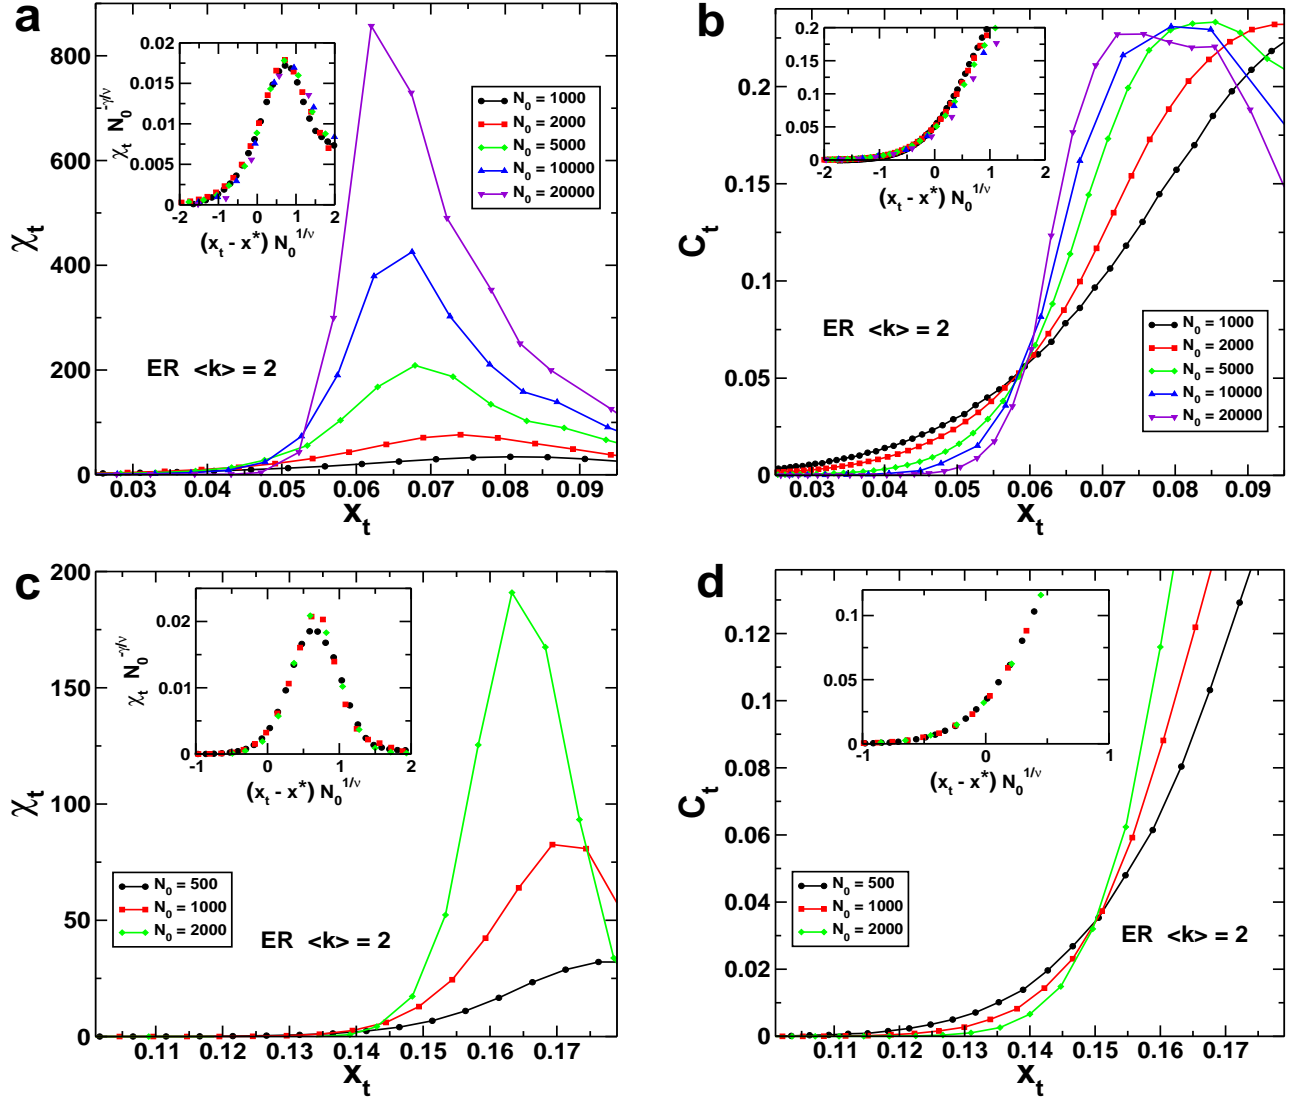 a
χt
800
600
400
200
0
0.03 0.04 0.05 0.06 0.07 0.08 0.09
xt
ER <k> = 2
N0 = 1000
N0 = 2000
N0 = 5000
N0 = 10000
N0 = 20000
χt N0^-γ/ν
0.02
0.015
0.01
0.005
0
-2 -1 0 1 2
(xt - x*) N0^1/ν
b
Ct
0.2
0.15
0.1
0.05
0
0.03 0.04 0.05 0.06 0.07 0.08 0.09
xt
ER <k> = 2
N0 = 1000
N0 = 2000
N0 = 5000
N0 = 10000
N0 = 20000
0.2
0.15
0.10
0.05
0
-2 -1 0 1 2
(xt - x*) N0^1/ν
c
χt
200
150
100
50
0
0.11 0.12 0.13 0.14 0.15 0.16 0.17
xt
ER <k> = 2
N0 = 500
N0 = 1000
N0 = 2000
χt N0^-γ/ν
0.02
0.01
0
-1 0 1 2
(xt - x*) N0^1/ν
d
Ct
0.12
0.1
0.08
0.06
0.04
0.02
0
0.11 0.12 0.13 0.14 0.15 0.16 0.17
xt
ER <k> = 2
N0 = 500
N0 = 1000
N0 = 2000
0.1
0.05
0
-1 0 1
(xt - x*) N0^1/ν